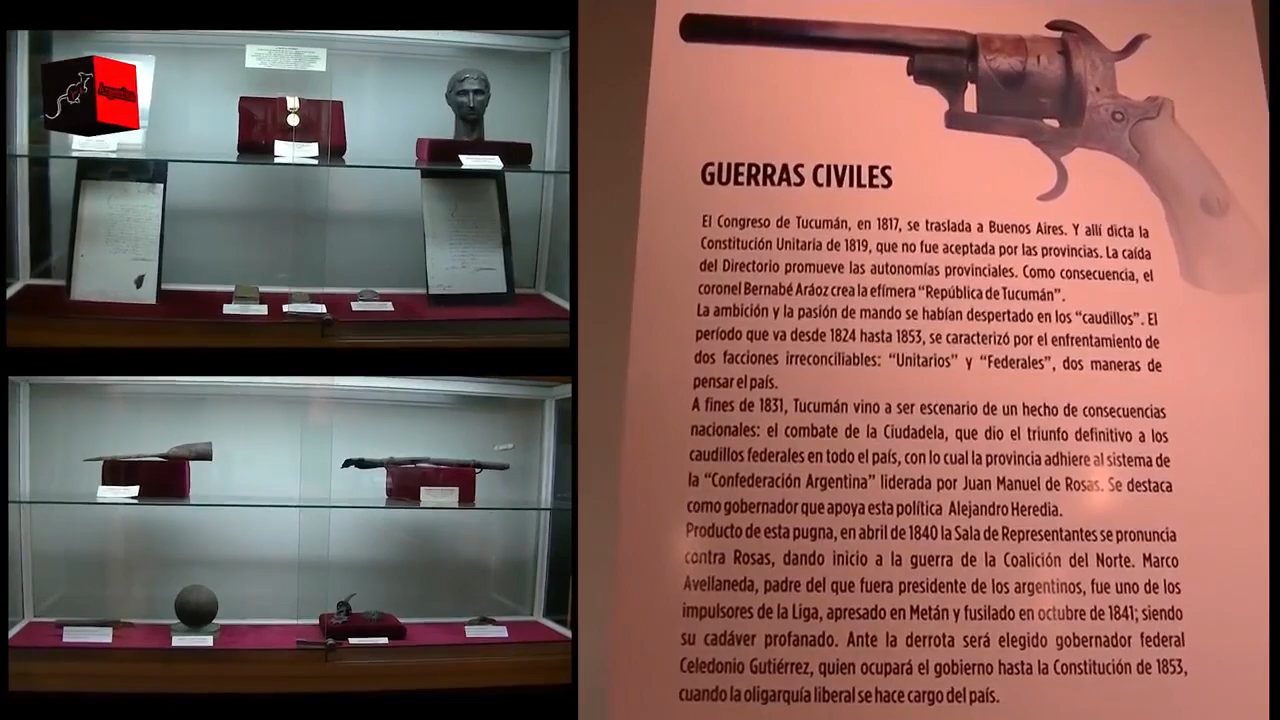 Argentina
GUERRAS CIVILES
El Congreso de Tucumán, en 1817, se traslada a Buenos Aires. Y allí dicta la
Constitución Unitaria de 1819, que no fue aceptada por las provincias. La caída
del Directorio promueve las autonomías provinciales. Como consecuencia, el
coronel Bernabé Aráoz crea la efímera “República de Tucumán”.
La ambición y la pasión de mando se habían despertado en los “caudillos”. El
período que va desde 1824 hasta 1853, se caracterizó por el enfrentamiento de
dos facciones irreconciliables: “Unitarios” y “Federales”, dos maneras de
pensar el país.
A fines de 1831, Tucumán vino a ser escenario de un hecho de consecuencias
nacionales: el combate de la Ciudadela, que dio el triunfo definitivo a los
caudillos federales en todo el país, con lo cual la provincia adhiere al sistema de
la “Confederación Argentina” liderada por Juan Manuel de Rosas. Se destaca
como gobernador que apoya esta política Alejandro Heredia.
Producto de esta pugna, en abril de 1840 la Sala de Representantes se pronuncia
contra Rosas, dando inicio a la guerra de la Coalición del Norte. Marco
Avellaneda, padre del que fuera presidente de los argentinos, fue uno de los
impulsores de la Liga, apresado en Metán y fusilado en octubre de 1841; siendo
su cadáver profanado. Ante la derrota será elegido gobernador federal
Celedonio Gutiérrez, quien ocupará el gobierno hasta la Constitución de 1853,
cuando la oligarquía liberal se hace cargo del país.